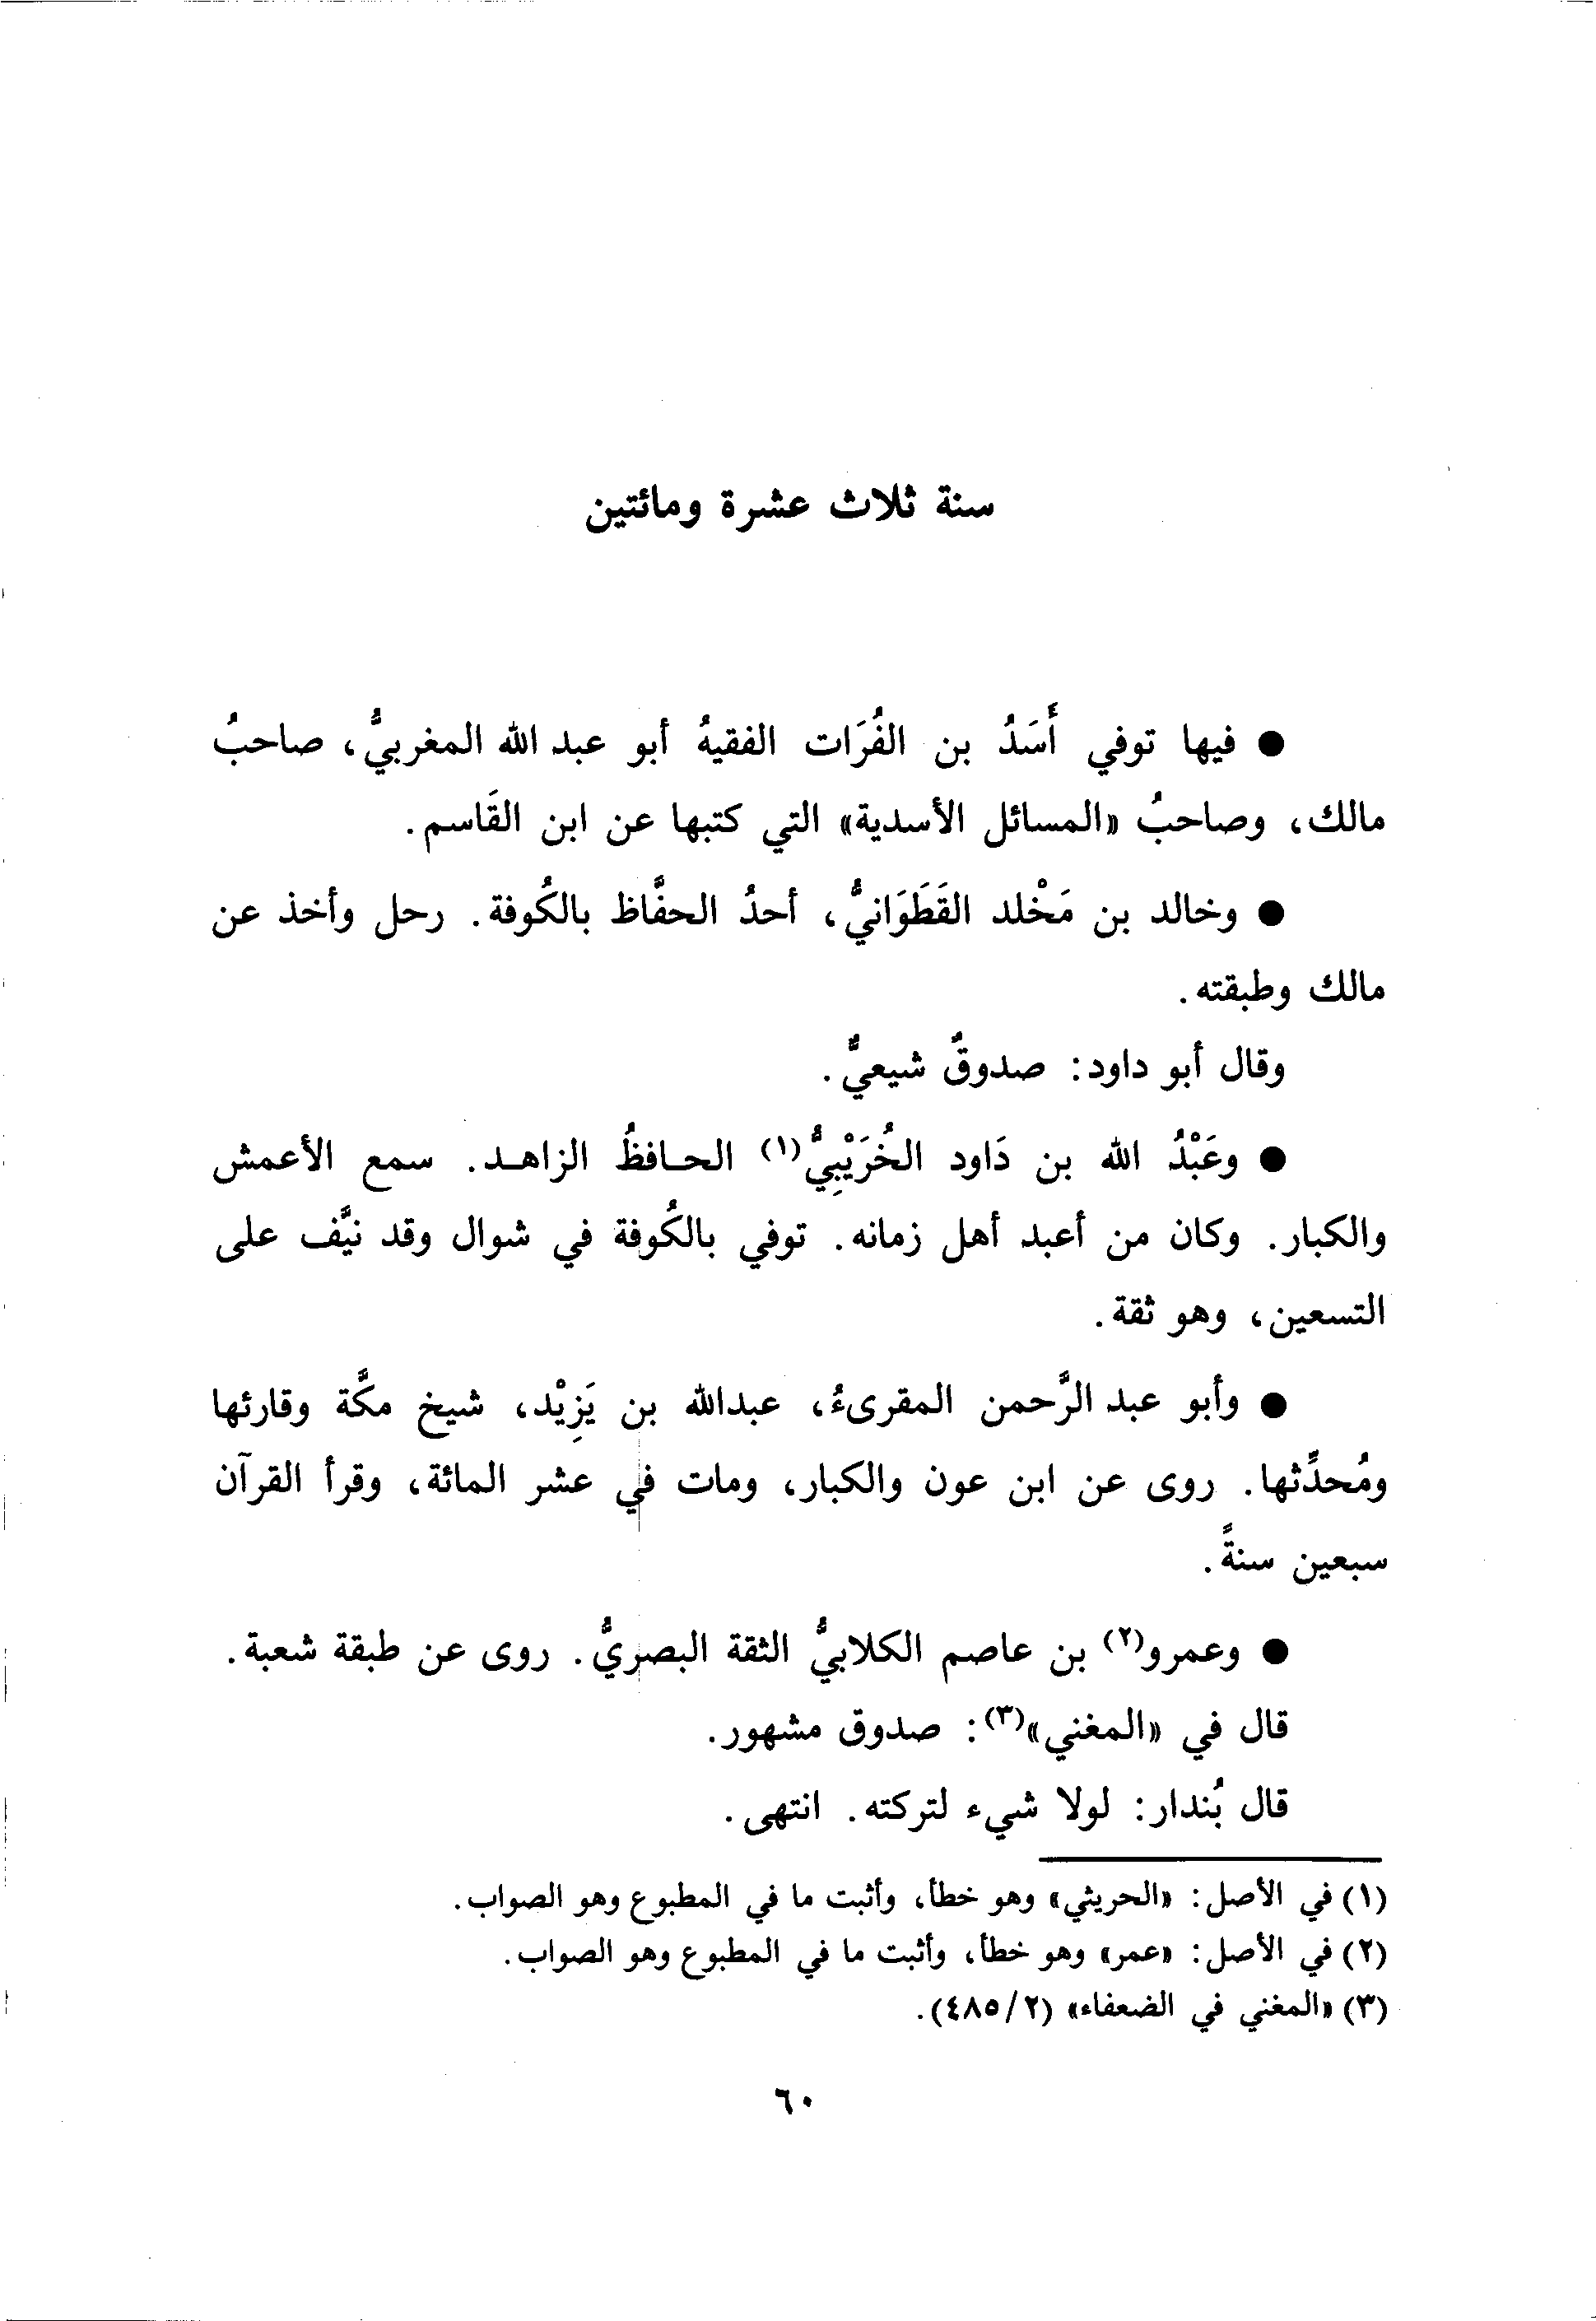 سنة ثلاث عشرة ومائتين
● فيها توفي أَسَدُ بن الفُرَات الفقيهُ أبو عبد الله المغربيُّ، صاحبُ
مالك، وصاحبُ «المسائل الأسدية» التي كتبها عن ابن القَاسم.
● وخالد بن مَخْلد القَطَوَانيُّ، أحدُ الحفَّاظ بالكُوفة. رحل وأخذ عن
مالك وطبقته.
وقال أبو داود: صدوقٌ شيعيٌّ.
● وعَبْدُ الله بن دَاود الخُرَيْبِيُّ(١) الحـافظُ الزاهـد. سمع الأعمش
والكبار. وكان من أعبد أهل زمانه. توفي بالكُوفة في شوال وقد نيَّف على
التسعين، وهو ثقة.
● وأبو عبد الرَّحمن المقرىءُ، عبدالله بن يَزِيْد، شيخ مكَّة وقارئها
ومُحدِّثها. روى عن ابن عون والكبار، ومات في عشر المائة، وقرأ القرآن
سبعين سنةً.
● وعمرو(٢) بن عاصم الكلابيُّ الثقة البصريُّ. روى عن طبقة شعبة.
قال في «المغني»(٣): صدوق مشهور.
قال بُندار: لولا شيء لتركته. انتهى.
(١) في الأصل: «الحريثي» وهو خطأ، وأثبت ما في المطبوع وهو الصواب.
(٢) في الأصل: «عمر» وهو خطأ، وأثبت ما في المطبوع وهو الصواب.
(٣) «المغني في الضعفاء» (٢/٤٨٥).
٦٠